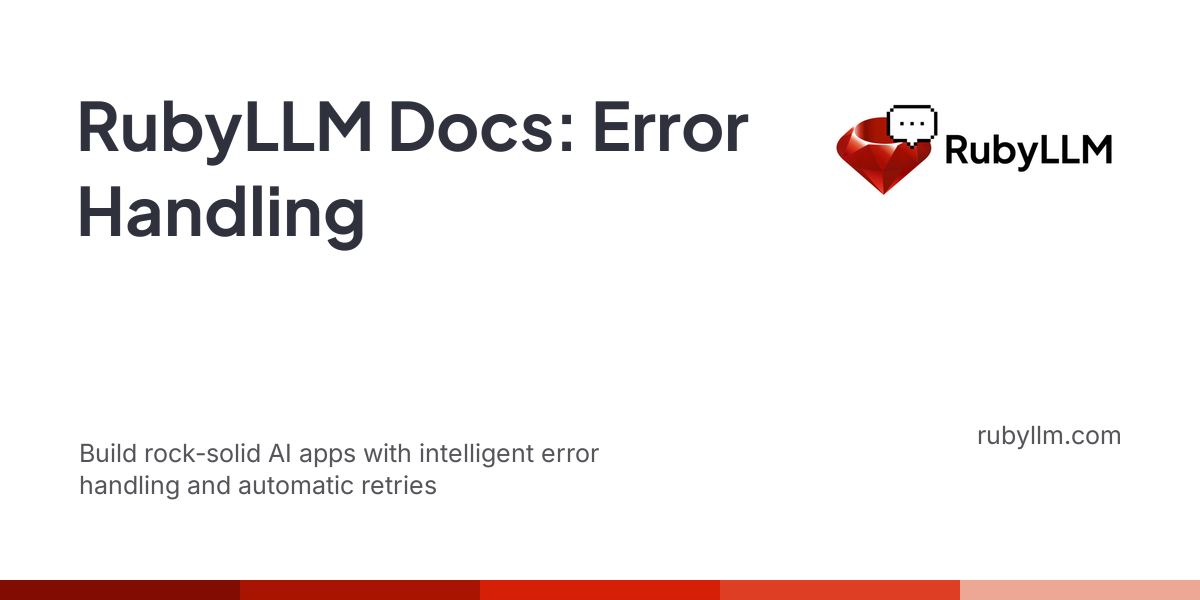 RubyLLM Docs: Error
Handling
RubyLLM
Build rock-solid AI apps with intelligent error
handling and automatic retries
rubyllm.com